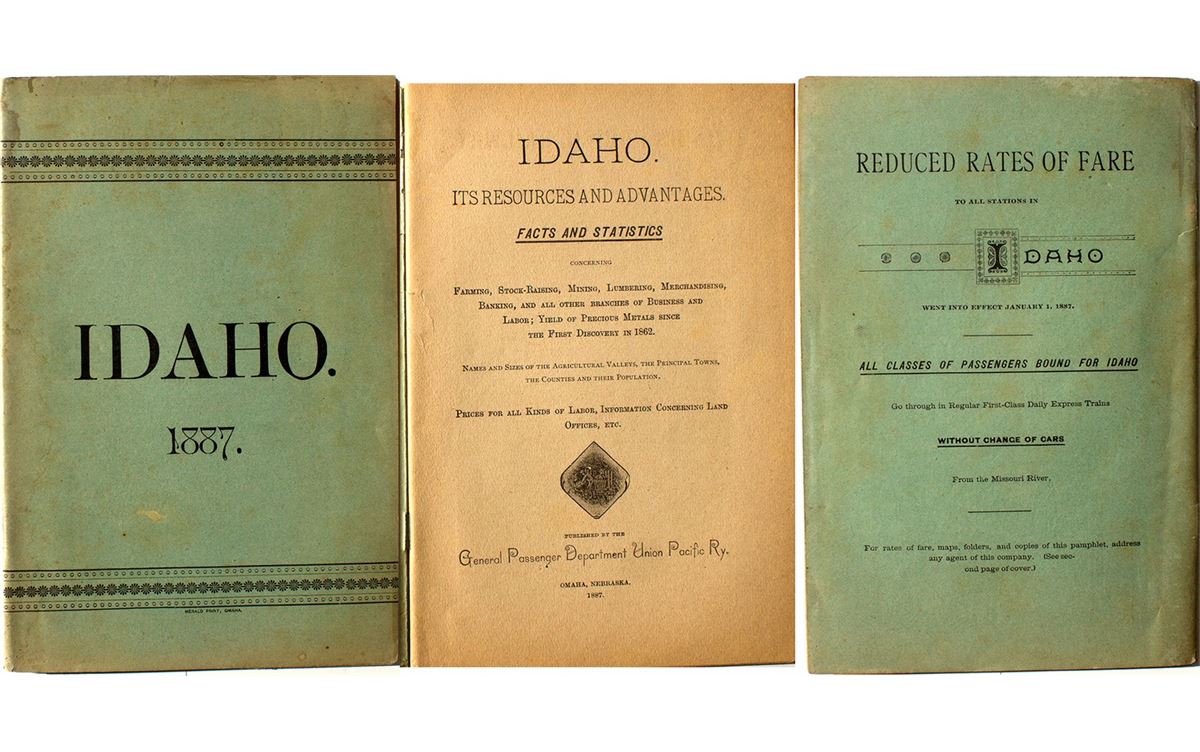 IDAHO.
1887.
HERALD PRINT, OMAHA.
IDAHO.
ITS RESOURCES AND ADVANTAGES.
FACTS AND STATISTICS
CONCERNING
FARMING, STOCK-RAISING, MINING, LUMBERING, MERCHANDISING,
BANKING, AND ALL OTHER BRANCHES OF BUSINESS AND
LABOR; YIELD OF PRECIOUS METALS SINCE
THE FIRST DISCOVERY IN 1862.
NAMES AND SIZES OF THE AGRICULTURAL VALLEYS, THE PRINCIPAL TOWNS,
THE COUNTIES AND THEIR POPULATION.
PRICES FOR ALL KINDS OF LABOR, INFORMATION CONCERNING LAND
OFFICES, ETC.
PUBLISHED BY THE
General Passenger Department Union Pacific Ry.
OMAHA, NEBRASKA.
1887.
REDUCED RATES OF FARE
TO ALL STATIONS IN
IDAHO
WENT INTO EFFECT JANUARY 1, 1887.
ALL CLASSES OF PASSENGERS BOUND FOR IDAHO
Go through in Regular First-Class Daily Express Trains
WITHOUT CHANGE OF CARS
From the Missouri River.
For rates of fare, maps, folders, and copies of this pamphlet, address
any agent of this company. (See sec-
ond page of cover.)